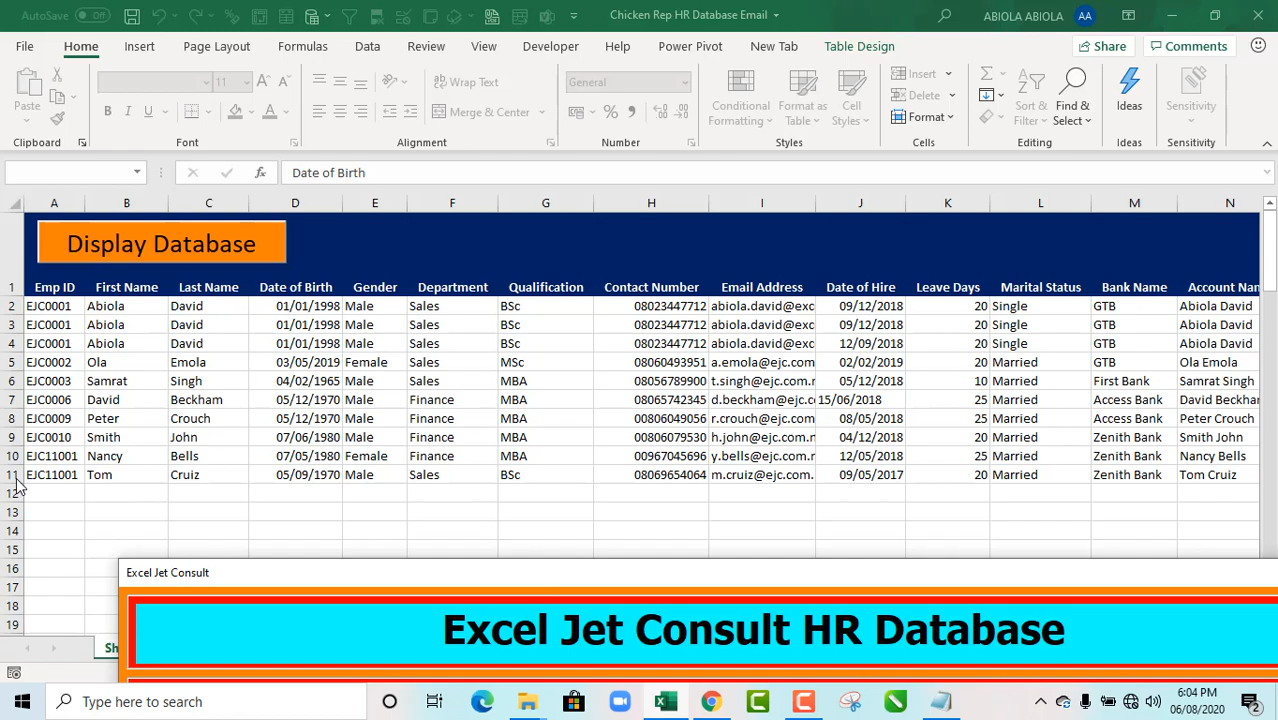 AutoSave Off Chicken Rep HR Database Email ABIOLA ABIOLA AA
File Home Insert Draw Page Layout Formulas Data Review View Developer Help Power Pivot New Tab Table Design Share Comments
Paste 11 Wrap Text General Conditional Formatting Format as Table Cell Styles Insert Sort & Filter Find & Select Ideas Sensitivity
B I U Merge & Center Delete
Format
Clipboard Font Alignment Number Styles Cells Editing Ideas Sensitivity
fx Date of Birth
A B C D E F G H I J K L M N
Display Database
1 Emp ID First Name Last Name Date of Birth Gender Department Qualification Contact Number Email Address Date of Hire Leave Days Marital Status Bank Name Account Nam
2 EJC0001 Abiola David 01/01/1998 Male Sales BSc 08023447712 abiola.david@exc 09/12/2018 20 Single GTB Abiola David
3 EJC0001 Abiola David 01/01/1998 Male Sales BSc 08023447712 abiola.david@exc 09/12/2018 20 Single GTB Abiola David
4 EJC0001 Abiola David 01/01/1998 Male Sales BSc 08023447712 abiola.david@exc 12/09/2018 20 Single GTB Abiola David
5 EJC0002 Ola Emola 03/05/2019 Female Sales MSc 08060493951 a.emola@ejc.com 02/02/2019 20 Married GTB Ola Emola
6 EJC0003 Samrat Singh 04/02/1965 Male Sales MBA 08056789900 t.singh@ejc.com.n 05/12/2018 10 Married First Bank Samrat Singh
7 EJC0006 David Beckham 05/12/1970 Male Finance MBA 08065742345 d.beckham@ejc.c 15/06/2018 25 Married Access Bank David Beckham
8 EJC0009 Peter Crouch 05/12/1970 Male Finance MBA 00806049056 r.crouch@ejc.com 08/05/2018 25 Married Access Bank Peter Crouch
9 EJC0010 Smith John 07/06/1980 Male Finance MBA 00806079530 h.john@ejc.com.n 04/12/2018 20 Married Zenith Bank Smith John
10 EJC11001 Nancy Bells 07/05/1980 Female Finance MBA 00967045696 y.bells@ejc.com.n 12/05/2018 25 Married Zenith Bank Nancy Bells
11 EJC11001 Tom Cruiz 05/09/1970 Male Sales BSc 08069654064 m.cruiz@ejc.com. 09/05/2017 20 Married Zenith Bank Tom Cruiz
12
13
14
15
16
17
18
19
Sh
Excel Jet Consult
Excel Jet Consult HR Database
Type here to search
6:04 PM
06/08/2020
2